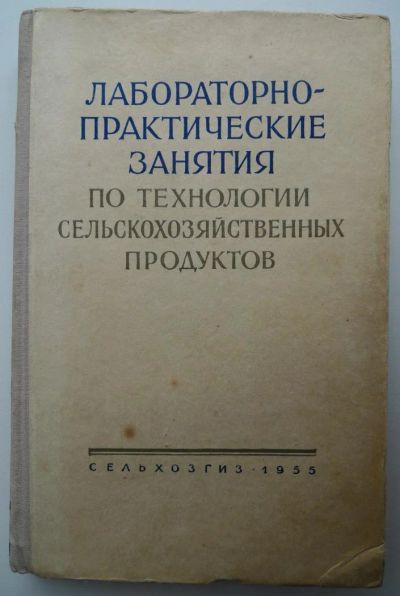 ЛАБОРАТОРНО-
ПРАКТИЧЕСКИЕ
ЗАНЯТИЯ
ПО ТЕХНОЛОГИИ
СЕЛЬСКОХОЗЯЙСТВЕННЫХ
ПРОДУКТОВ
СЕЛЬХОЗГИЗ · 1955